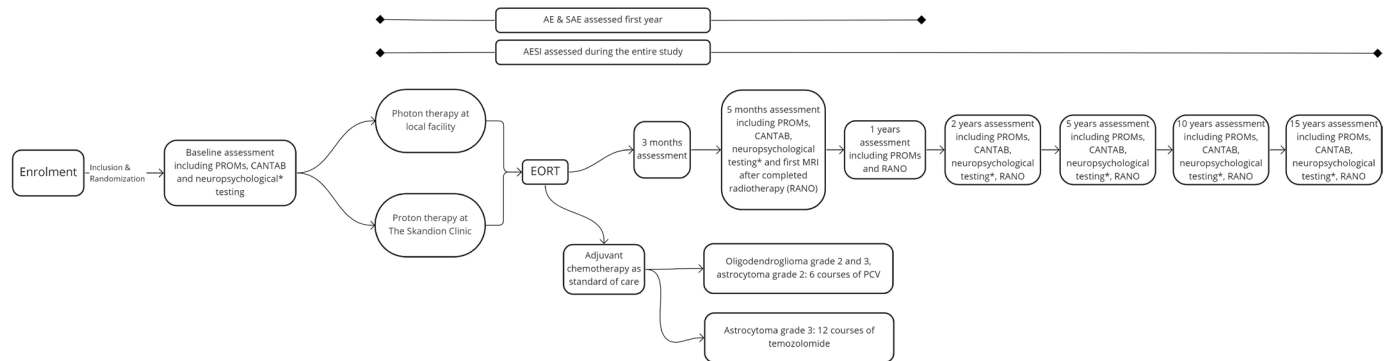 AE & SAE assessed first year
AESI assessed during the entire study
Enrolment
Inclusion &
Randomization
Baseline assessment
including PROMs, CANTAB
and neuropsychological*
testing
Photon therapy at
local facility
Proton therapy at
The Skandion Clinic
EORT
3 months
assessment
5 months assessment
including PROMs,
CANTAB,
neuropsychological
testing* and first MRI
after completed
radiotherapy (RANO)
1 years
assessment
including PROMs
and RANO
2 years assessment
including PROMs,
CANTAB,
neuropsychological
testing*, RANO
5 years assessment
including PROMs,
CANTAB,
neuropsychological
testing*, RANO
10 years assessment
including PROMs,
CANTAB,
neuropsychological
testing*, RANO
15 years assessment
including PROMs,
CANTAB,
neuropsychological
testing*, RANO
Adjuvant
chemotherapy as
standard of care
Oligodendroglioma grade 2 and 3,
astrocytoma grade 2: 6 courses of PCV
Astrocytoma grade 3: 12 courses of
temozolomide